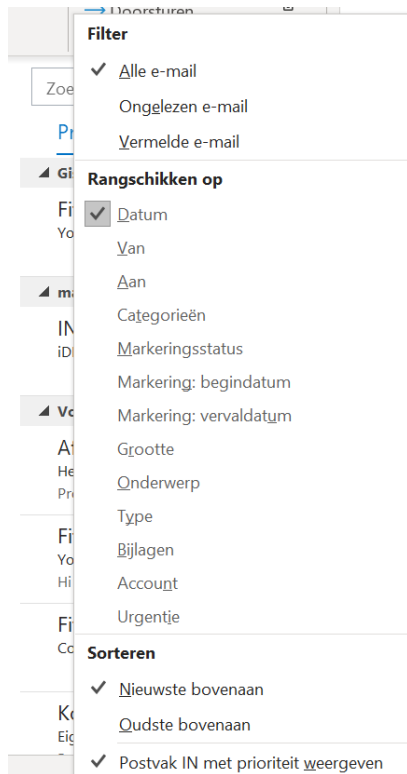 Doorsturen
Filter
Alle e-mail
Ongelezen e-mail
Vermelde e-mail
Rangschikken op
Datum
Van
Aan
Categorieën
Markeringsstatus
Markering: begindatum
Markering: vervaldatum
Grootte
Onderwerp
Type
Bijlagen
Account
Urgentie
Sorteren
Nieuwste bovenaan
Oudste bovenaan
Postvak IN met prioriteit weergeven